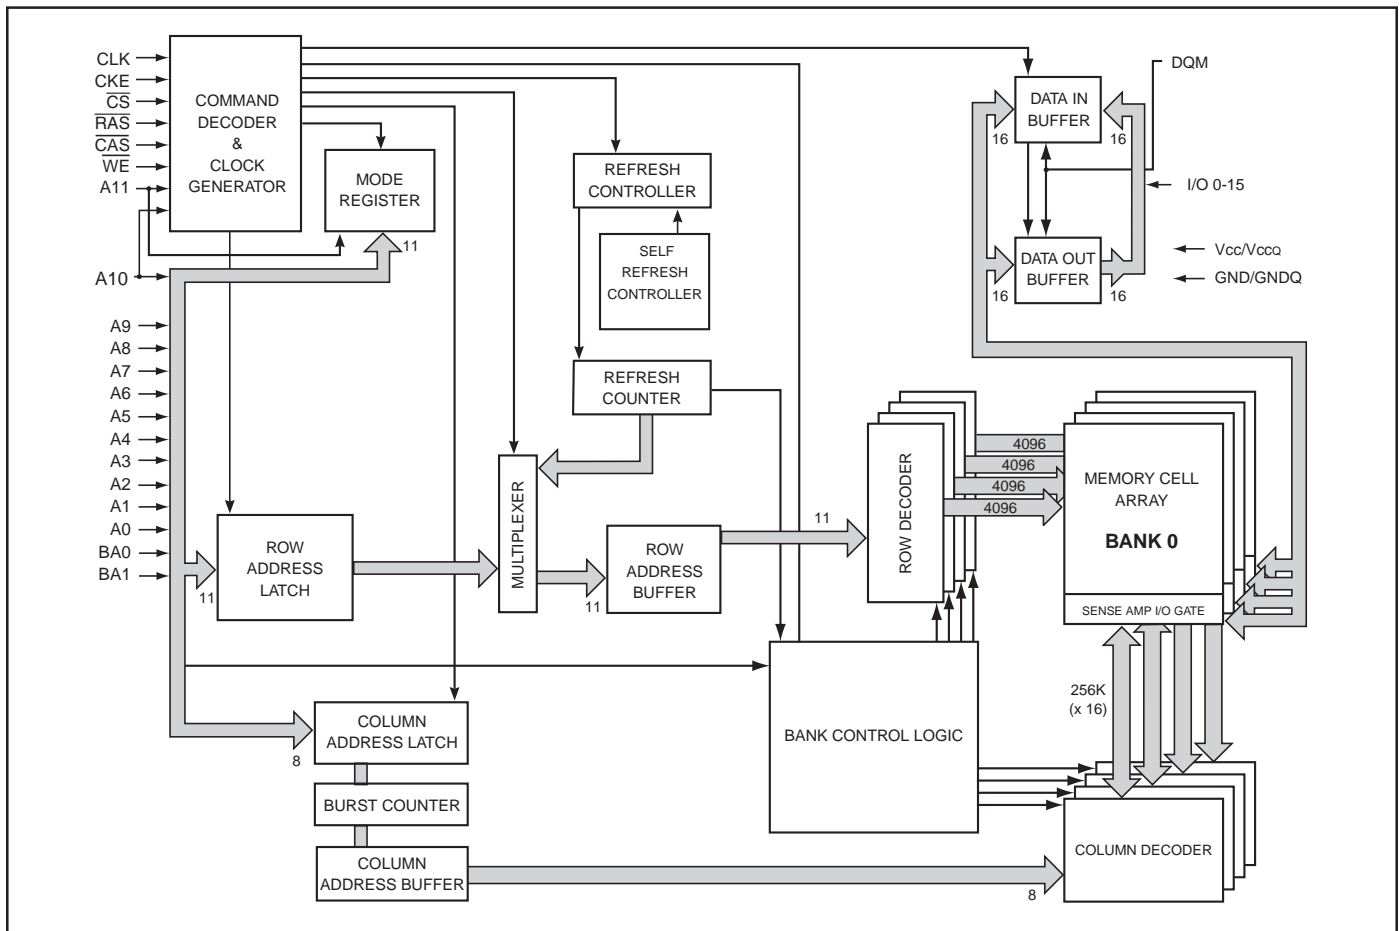 CLK
CKE
CS
RAS
CAS
WE
A11
A10
A9
A8
A7
A6
A5
A4
A3
A2
A1
A0
BA0
BA1
COMMAND
DECODER
&
CLOCK
GENERATOR
MODE
REGISTER
11
REFRESH
CONTROLLER
SELF
REFRESH
CONTROLLER
REFRESH
COUNTER
MULTIPLEXER
ROW
ADDRESS
LATCH
11
ROW
ADDRESS
BUFFER
11
11
COLUMN
ADDRESS LATCH
8
BURST COUNTER
COLUMN
ADDRESS BUFFER
8
BANK CONTROL LOGIC
ROW DECODER
4096
4096
4096
4096
MEMORY CELL
ARRAY
BANK 0
SENSE AMP I/O GATE
256K
(x 16)
COLUMN DECODER
DATA IN
BUFFER
16
16
DATA OUT
BUFFER
16
16
DQM
I/O 0-15
Vcc/VccQ
GND/GNDQ